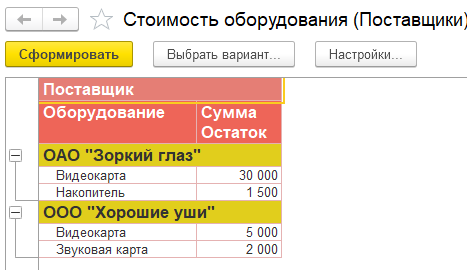 Стоимость оборудования (Поставщики)
Сформировать Выбрать вариант... Настройки...
Поставщик
Оборудование Сумма Остаток
ОАО "Зоркий глаз"
Видеокарта 30 000
Накопитель 1 500
ООО "Хорошие уши"
Видеокарта 5 000
Звуковая карта 2 000